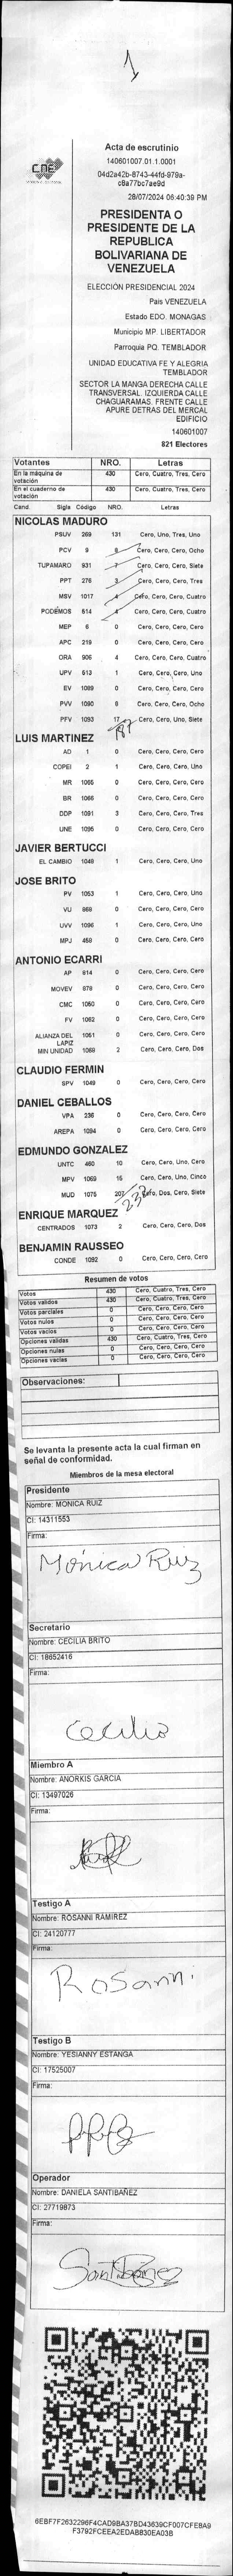 CNE
Acta de escrutinio
140601007.01.1.0001
04d2a42b-8743-44fd-979a-
c8a77bc7ae9d
28/07/2024 06:40:39 PM
PRESIDENTA O
PRESIDENTE DE LA
REPUBLICA
BOLIVARIANA DE
VENEZUELA
ELECCIÓN PRESIDENCIAL 2024
Pais VENEZUELA
Estado EDO. MONAGAS
Municipio MP. LIBERTADOR
Parroquia PQ. TEMBLADOR
UNIDAD EDUCATIVA FE Y ALEGRIA
TEMBLADOR
SECTOR LA MANGA DERECHA CALLE
TRANSVERSAL. IZQUIERDA CALLE
CHAGUARAMAS. FRENTE CALLE
APURE DETRAS DEL MERCAL
EDIFICIO
140601007
821 Electores
Votantes NRO. Letras
En la máquina de votación 430 Cero, Cuatro, Tres, Cero
En el cuaderno de votación 430 Cero, Cuatro, Tres, Cero
Cand. Sigla Código NRO. Letras
NICOLAS MADURO
PSUV 269 131 Cero, Uno, Tres, Uno
PCV 9 8 Cero, Cero, Cero, Ocho
TUPAMARO 931 7 Cero, Cero, Cero, Siete
PPT 276 3 Cero, Cero, Cero, Tres
MSV 1017 4 Cero, Cero, Cero, Cuatro
PODEMOS 814 4 Cero, Cero, Cero, Cuatro
MEP 6 0 Cero, Cero, Cero, Cero
APC 219 0 Cero, Cero, Cero, Cero
ORA 906 4 Cero, Cero, Cero, Cuatro
UPV 513 1 Cero, Cero, Cero, Uno
EV 1089 0 Cero, Cero, Cero, Cero
PVV 1090 8 Cero, Cero, Cero, Ocho
PFV 1093 17 Cero, Cero, Uno, Siete
187
LUIS MARTINEZ
AD 1 0 Cero, Cero, Cero, Cero
COPEI 2 1 Cero, Cero, Cero, Uno
MR 1065 0 Cero, Cero, Cero, Cero
BR 1066 0 Cero, Cero, Cero, Cero
DDP 1091 3 Cero, Cero, Cero, Tres
UNE 1095 0 Cero, Cero, Cero, Cero
JAVIER BERTUCCI
EL CAMBIO 1048 1 Cero, Cero, Cero, Uno
JOSE BRITO
PV 1053 1 Cero, Cero, Cero, Uno
VU 868 0 Cero, Cero, Cero, Cero
UVV 1096 1 Cero, Cero, Cero, Uno
MPJ 458 0 Cero, Cero, Cero, Cero
ANTONIO ECARRI
AP 814 0 Cero, Cero, Cero, Cero
MOVEV 978 0 Cero, Cero, Cero, Cero
CMC 1050 0 Cero, Cero, Cero, Cero
FV 1062 0 Cero, Cero, Cero, Cero
ALIANZA DEL LAPIZ 1061 0 Cero, Cero, Cero, Cero
MIN UNIDAD 1088 2 Cero, Cero, Cero, Dos
CLAUDIO FERMIN
SPV 1049 0 Cero, Cero, Cero, Cero
DANIEL CEBALLOS
VPA 236 0 Cero, Cero, Cero, Cero
AREPA 1094 0 Cero, Cero, Cero, Cero
EDMUNDO GONZALEZ
UNTC 460 10 Cero, Cero, Uno, Cero
MPV 1069 15 Cero, Cero, Uno, Cinco
MUD 1075 207 Cero, Dos, Cero, Siete
232
ENRIQUE MARQUEZ
CENTRADOS 1073 2 Cero, Cero, Cero, Dos
BENJAMIN RAUSSEO
CONDE 1092 0 Cero, Cero, Cero, Cero
Resumen de votos
Votos 430 Cero, Cuatro, Tres, Cero
Votos validos 430 Cero, Cuatro, Tres, Cero
Votos parciales 0 Cero, Cero, Cero, Cero
Votos nulos 0 Cero, Cero, Cero, Cero
Votos vacios 0 Cero, Cero, Cero, Cero
Opciones validas 430 Cero, Cuatro, Tres, Cero
Opciones nulas 0 Cero, Cero, Cero, Cero
Opciones vacias 0 Cero, Cero, Cero, Cero
Observaciones:
Se levanta la presente acta la cual firman en
señal de conformidad.
Miembros de la mesa electoral
Presidente
Nombre: MONICA RUIZ
CI: 14311553
Firma:
Mónica Ruiz
Secretario
Nombre: CECILIA BRITO
CI: 18652416
Firma:
Cecilio
Miembro A
Nombre: ANORKIS GARCIA
CI: 13497026
Firma:
Testigo A
Nombre: ROSANNI RAMIREZ
CI: 24120777
Firma:
Rosanni
Testigo B
Nombre: YESIANNY ESTANGA
CI: 17525007
Firma:
Operador
Nombre: DANIELA SANTIBAÑEZ
CI: 27719873
Firma:
Santibañez
6EBF7F2632296F4CAD9BA37BD43639CF007CFEBA9
F3792FCEEA2EDAB830EA03B